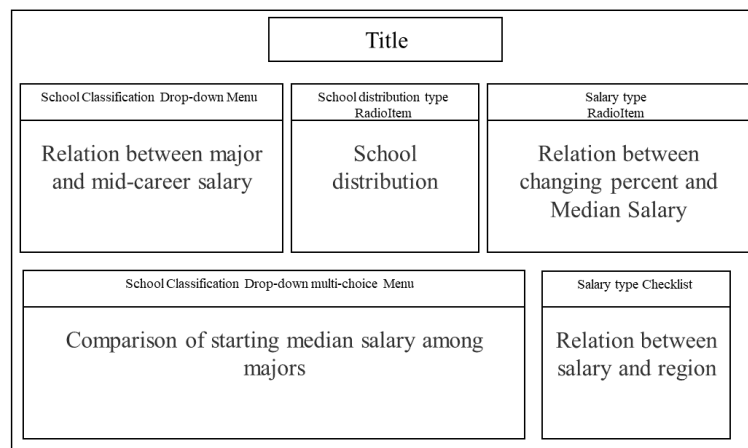 Title
School Classification Drop-down Menu
Relation between major
and mid-career salary
School distribution type
RadioItem
School
distribution
Salary type
RadioItem
Relation between
changing percent and
Median Salary
School Classification Drop-down multi-choice Menu
Comparison of starting median salary among
majors
Salary type Checklist
Relation between
salary and region